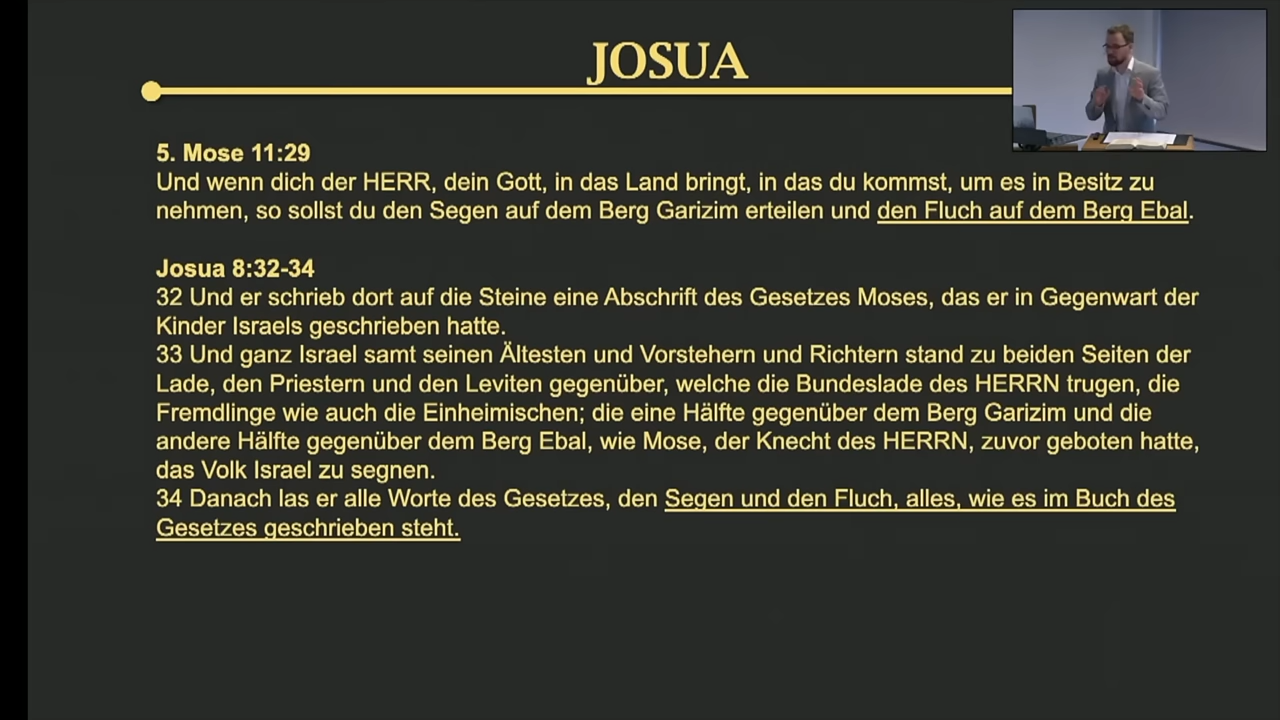 JOSUA
5. Mose 11:29
Und wenn dich der HERR, dein Gott, in das Land bringt, in das du kommst, um es in Besitz zu
nehmen, so sollst du den Segen auf dem Berg Garizim erteilen und den Fluch auf dem Berg Ebal.
Josua 8:32-34
32 Und er schrieb dort auf die Steine eine Abschrift des Gesetzes Moses, das er in Gegenwart der
Kinder Israels geschrieben hatte.
33 Und ganz Israel samt seinen Ältesten und Vorstehern und Richtern stand zu beiden Seiten der
Lade, den Priestern und den Leviten gegenüber, welche die Bundeslade des HERRN trugen, die
Fremdlinge wie auch die Einheimischen; die eine Hälfte gegenüber dem Berg Garizim und die
andere Hälfte gegenüber dem Berg Ebal, wie Mose, der Knecht des HERRN, zuvor geboten hatte,
das Volk Israel zu segnen.
34 Danach las er alle Worte des Gesetzes, den Segen und den Fluch, alles, wie es im Buch des
Gesetzes geschrieben steht.